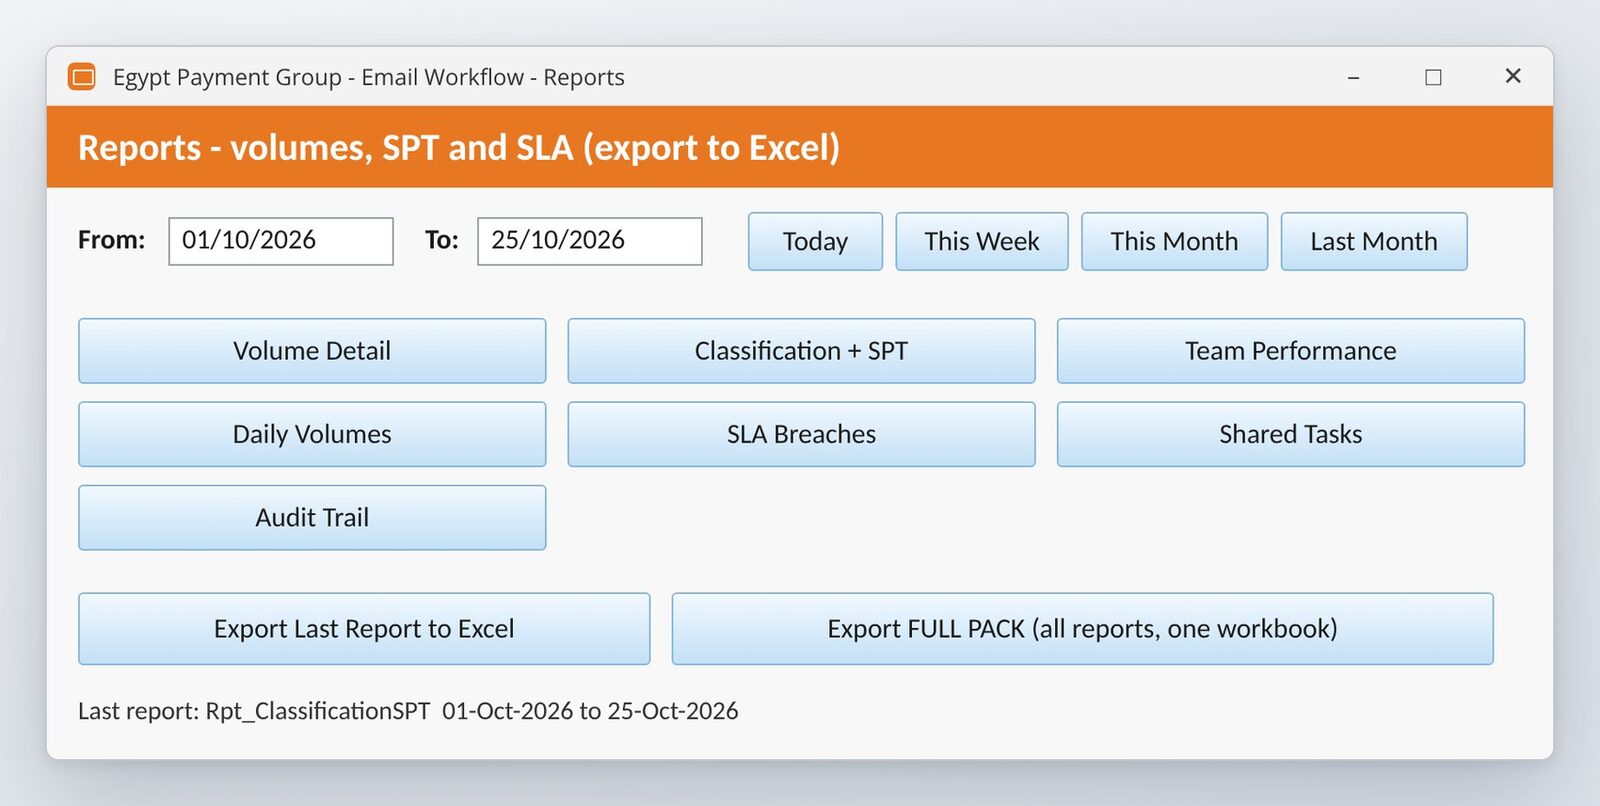 Egypt Payment Group - Email Workflow - Reports
Reports - volumes, SPT and SLA (export to Excel)
From: 01/10/2026 To: 25/10/2026 Today This Week This Month Last Month
Volume Detail Classification + SPT Team Performance
Daily Volumes SLA Breaches Shared Tasks
Audit Trail
Export Last Report to Excel Export FULL PACK (all reports, one workbook)
Last report: Rpt_ClassificationSPT 01-Oct-2026 to 25-Oct-2026